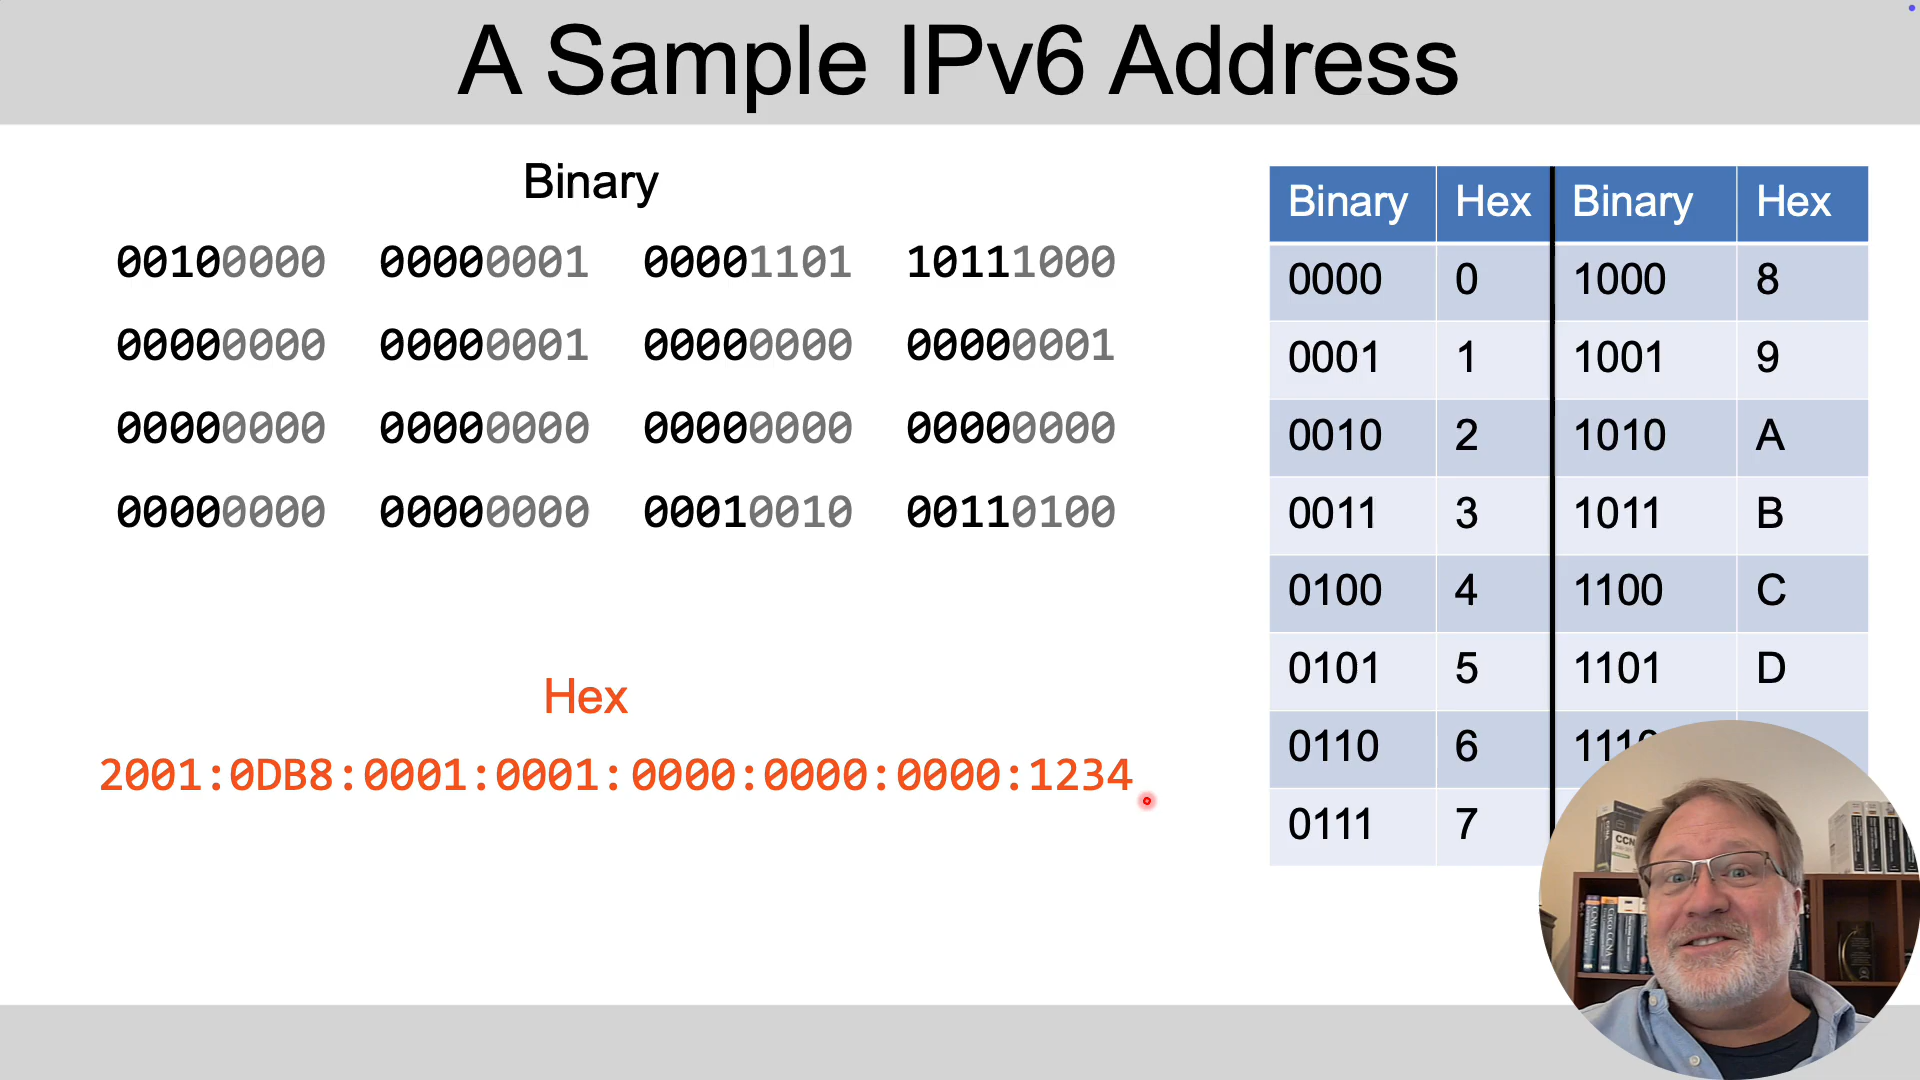 A Sample IPv6 Address
Binary
00100000 00000001 00001101 10111000
00000000 00000001 00000000 00000001
00000000 00000000 00000000 00000000
00000000 00000000 00010010 00110100
Hex
2001:0DB8:0001:0001:0000:0000:0000:1234
Binary Hex Binary Hex
0000 0 1000 8
0001 1 1001 9
0010 2 1010 A
0011 3 1011 B
0100 4 1100 C
0101 5 1101 D
0110 6 1110
0111 7
CCNA